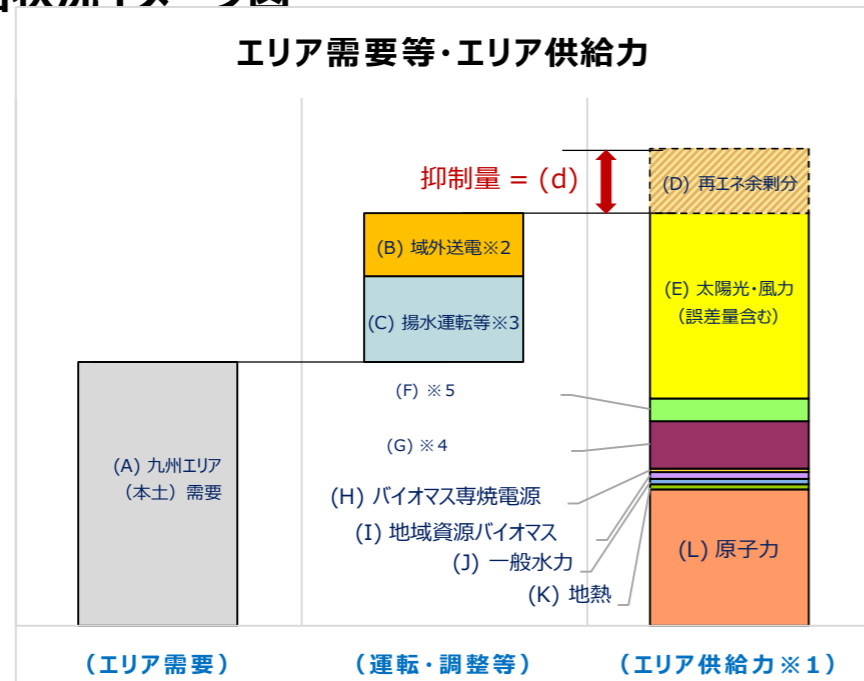 エリア需要等・エリア供給力
抑制量 = (d)
(D) 再エネ余剰分
(B) 域外送電※2
(C) 揚水運転等※3
(E) 太陽光・風力
（誤差量含む）
(F) ※5
(G) ※4
(A) 九州エリア
（本土）需要
(H) バイオマス専焼電源
(I) 地域資源バイオマス
(J) 一般水力
(K) 地熱
(L) 原子力
（エリア需要）
（運転・調整等）
（エリア供給力※1）